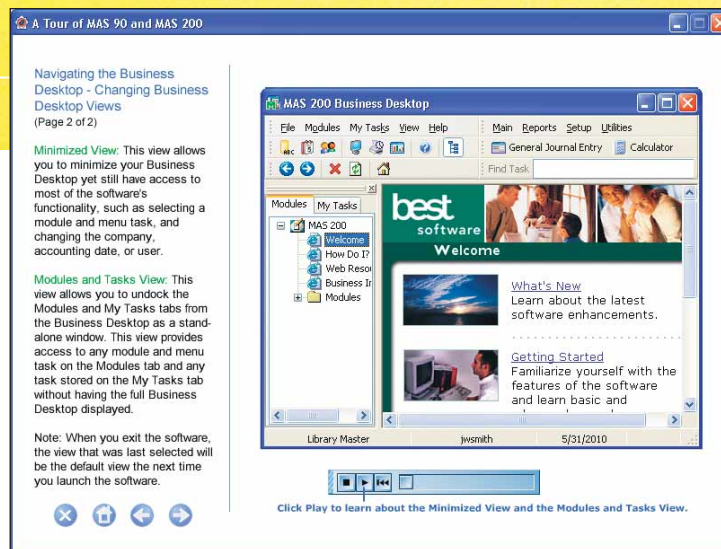 A Tour of MAS 90 and MAS 200
Navigating the Business
Desktop - Changing Business
Desktop Views
(Page 2 of 2)
Minimized View: This view allows
you to minimize your Business
Desktop yet still have access to
most of the software's
functionality, such as selecting a
module and menu task, and
changing the company,
accounting date, or user.
Modules and Tasks View: This
view allows you to undock the
Modules and My Tasks tabs from
the Business Desktop as a stand-
alone window. This view provides
access to any module and menu
task on the Modules tab and any
task stored on the My Tasks tab
without having the full Business
Desktop displayed.
Note: When you exit the software,
the view that was last selected will
be the default view the next time
you launch the software.
MAS 200 Business Desktop
File Modules My Tasks View Help Main Reports Setup Utilities
ABC General Journal Entry Calculator
Find Task
Modules My Tasks
MAS 200
Welcome
How Do I?
Web Resou
Business In
Modules
best
software
Welcome
What's New
Learn about the latest
software enhancements.
Getting Started
Familiarize yourself with the
features of the software
and learn basic and
Library Master jwsmith 5/31/2010
Click Play to learn about the Minimized View and the Modules and Tasks View.